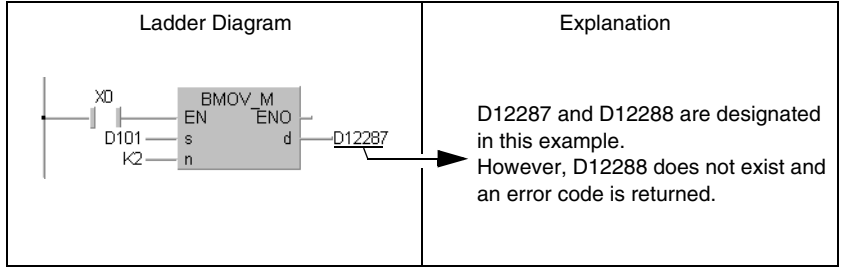 Ladder Diagram
Explanation
X0
BMOV_M
EN ENO
D101 s d D12287
K2 n
D12287 and D12288 are designated
in this example.
However, D12288 does not exist and
an error code is returned.